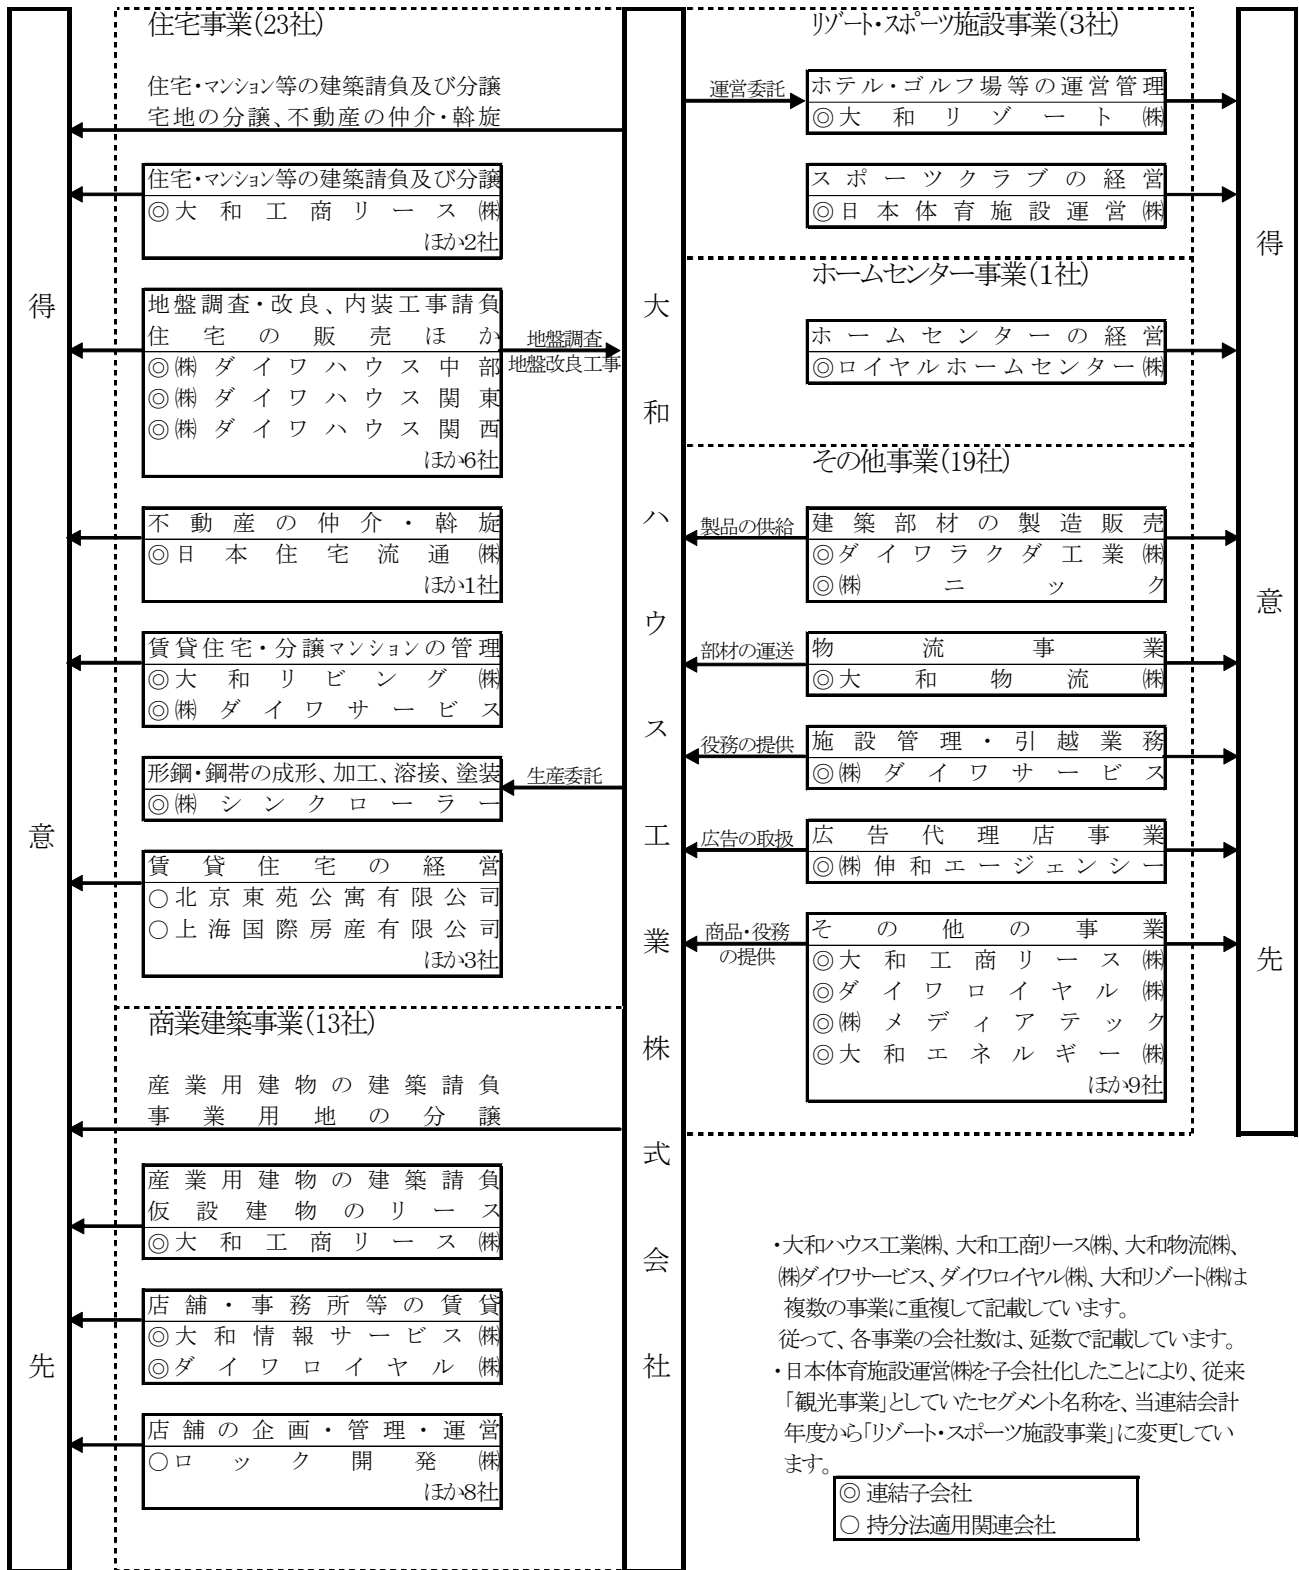 得意先
住宅事業(23社)
住宅・マンション等の建築請負及び分譲
宅地の分譲、不動産の仲介・斡旋
住宅・マンション等の建築請負及び分譲
◎大和工商リース㈱
ほか2社
地盤調査・改良、内装工事請負
住宅の販売ほか
◎㈱ダイワハウス中部
◎㈱ダイワハウス関東
◎㈱ダイワハウス関西
ほか6社
地盤調査
地盤改良工事
不動産の仲介・斡旋
◎日本住宅流通㈱
ほか1社
賃貸住宅・分譲マンションの管理
◎大和リビング㈱
◎㈱ダイワサービス
形鋼・鋼帯の成形、加工、溶接、塗装
◎㈱シンクローラー
生産委託
賃貸住宅の経営
○北京東苑公寓有限公司
○上海国際房産有限公司
ほか3社
商業建築事業(13社)
産業用建物の建築請負
事業用地の分譲
産業用建物の建築請負
仮設建物のリース
◎大和工商リース㈱
店舗・事務所等の賃貸
◎大和情報サービス㈱
◎ダイワロイヤル㈱
店舗の企画・管理・運営
○ロック開発㈱
ほか8社
大和ハウス工業株式会社
リゾート・スポーツ施設事業(3社)
運営委託
ホテル・ゴルフ場等の運営管理
◎大和リゾート㈱
スポーツクラブの経営
◎日本体育施設運営㈱
ホームセンター事業(1社)
ホームセンターの経営
◎ロイヤルホームセンター㈱
その他事業(19社)
製品の供給
建築部材の製造販売
◎ダイワラクダ工業㈱
◎㈱ニック
部材の運送
物流事業
◎大和物流㈱
役務の提供
施設管理・引越業務
◎㈱ダイワサービス
広告の取扱
広告代理店事業
◎㈱伸和エージェンシー
商品・役務
の提供
その他の事業
◎大和工商リース㈱
◎ダイワロイヤル㈱
◎㈱メディアテック
◎大和エネルギー㈱
ほか9社
得意先
・大和ハウス工業㈱、大和工商リース㈱、大和物流㈱、
㈱ダイワサービス、ダイワロイヤル㈱、大和リゾート㈱は
複数の事業に重複して記載しています。
従って、各事業の会社数は、延数で記載しています。
・日本体育施設運営㈱を子会社化したことにより、従来
「観光事業」としていたセグメント名称を、当連結会計
年度から「リゾート・スポーツ施設事業」に変更してい
ます。
◎ 連結子会社
○ 持分法適用関連会社